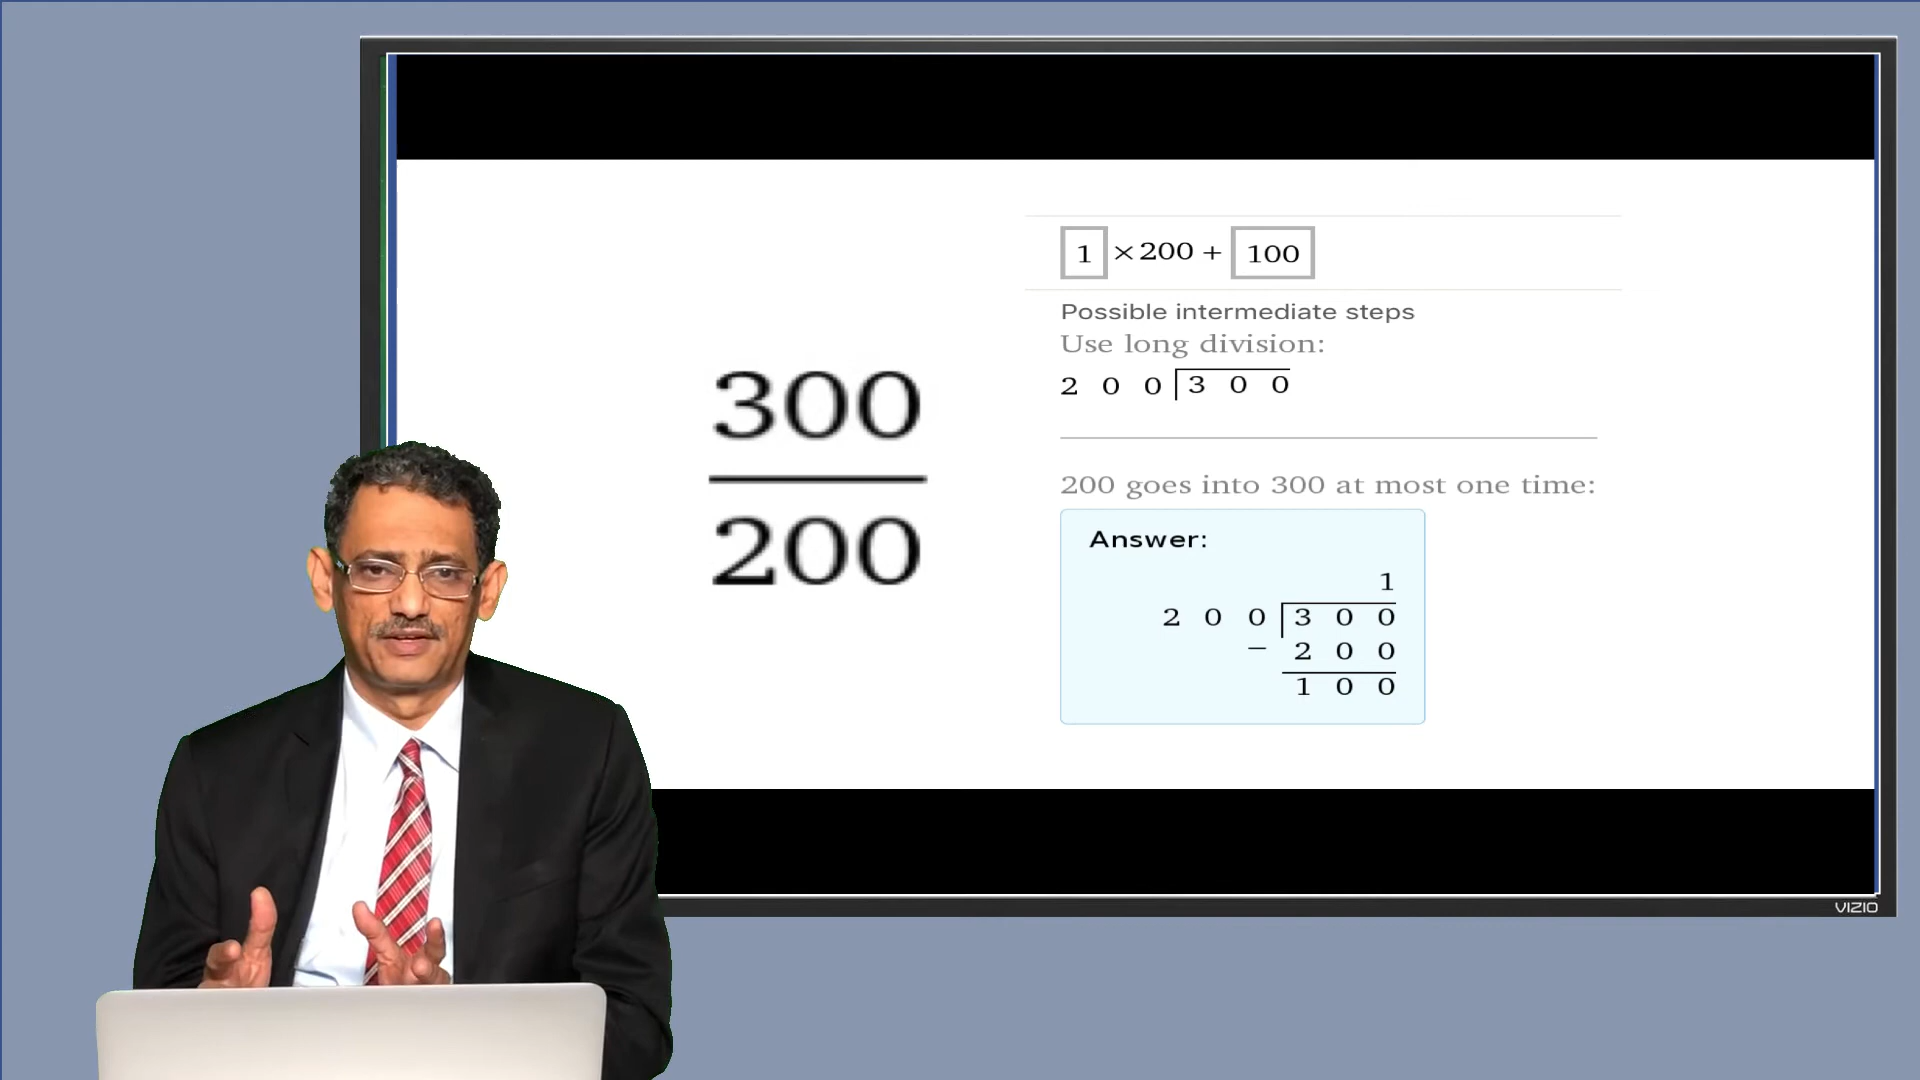 300
200
1 × 200 + 100
Possible intermediate steps
Use long division:
2 0 0 3 0 0
200 goes into 300 at most one time:
Answer:
1
2 0 0 3 0 0
− 2 0 0
1 0 0
VIZIO